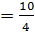 = 10/4